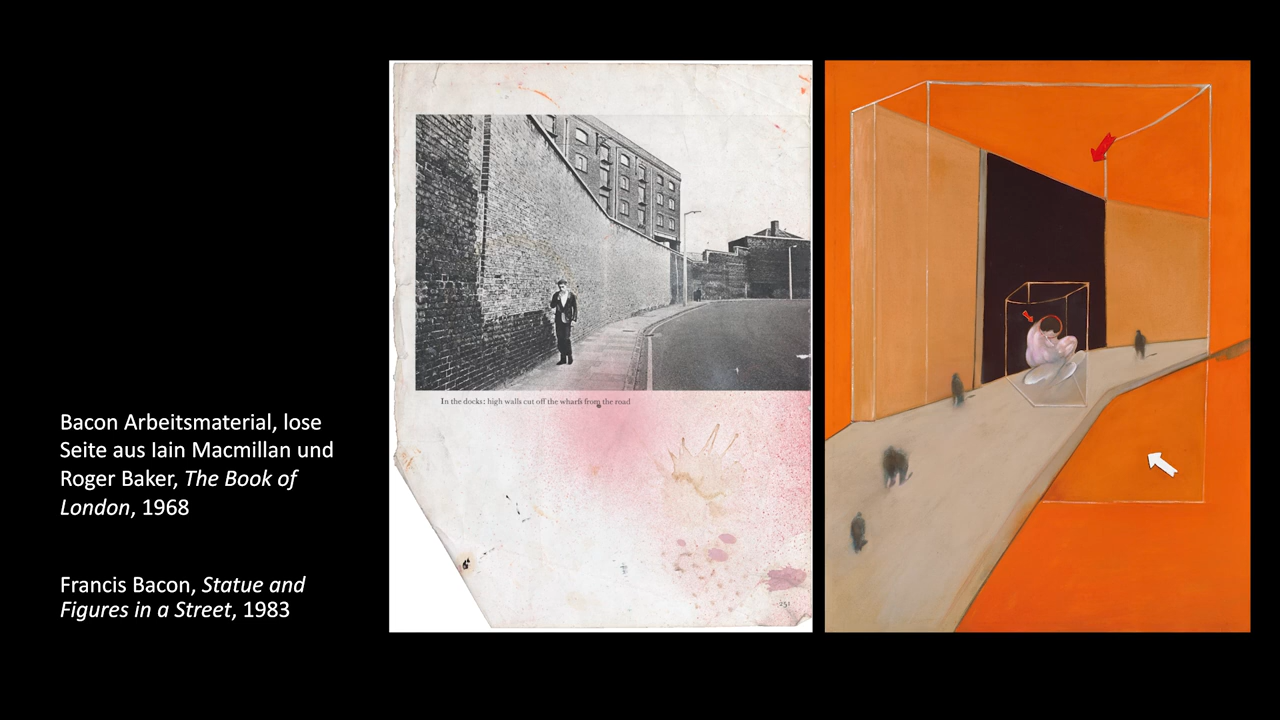 Bacon Arbeitsmaterial, lose
Seite aus Iain Macmillan und
Roger Baker, The Book of
London, 1968
Francis Bacon, Statue and
Figures in a Street, 1983
In the docks: high walls cut off the wharfs from the road
251